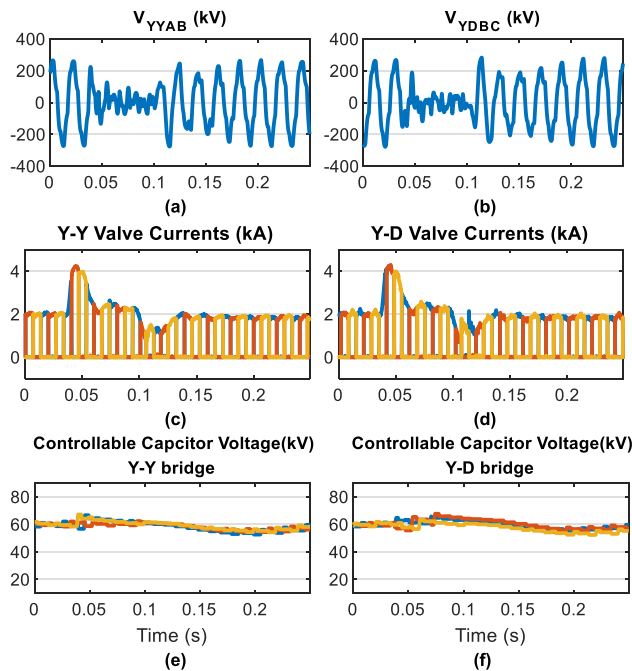 V_YYAB (kV)
V_YDBC (kV)
400
200
0
-200
-400
0 0.05 0.1 0.15 0.2
(a)
400
200
0
-200
-400
0 0.05 0.1 0.15 0.2
(b)
Y-Y Valve Currents (kA)
Y-D Valve Currents (kA)
4
2
0
0 0.05 0.1 0.15 0.2
(c)
4
2
0
0 0.05 0.1 0.15 0.2
(d)
Controllable Capcitor Voltage(kV)
Y-Y bridge
Controllable Capcitor Voltage(kV)
Y-D bridge
80
60
40
20
0 0.05 0.1 0.15 0.2
Time (s)
(e)
80
60
40
20
0 0.05 0.1 0.15 0.2
Time (s)
(f)